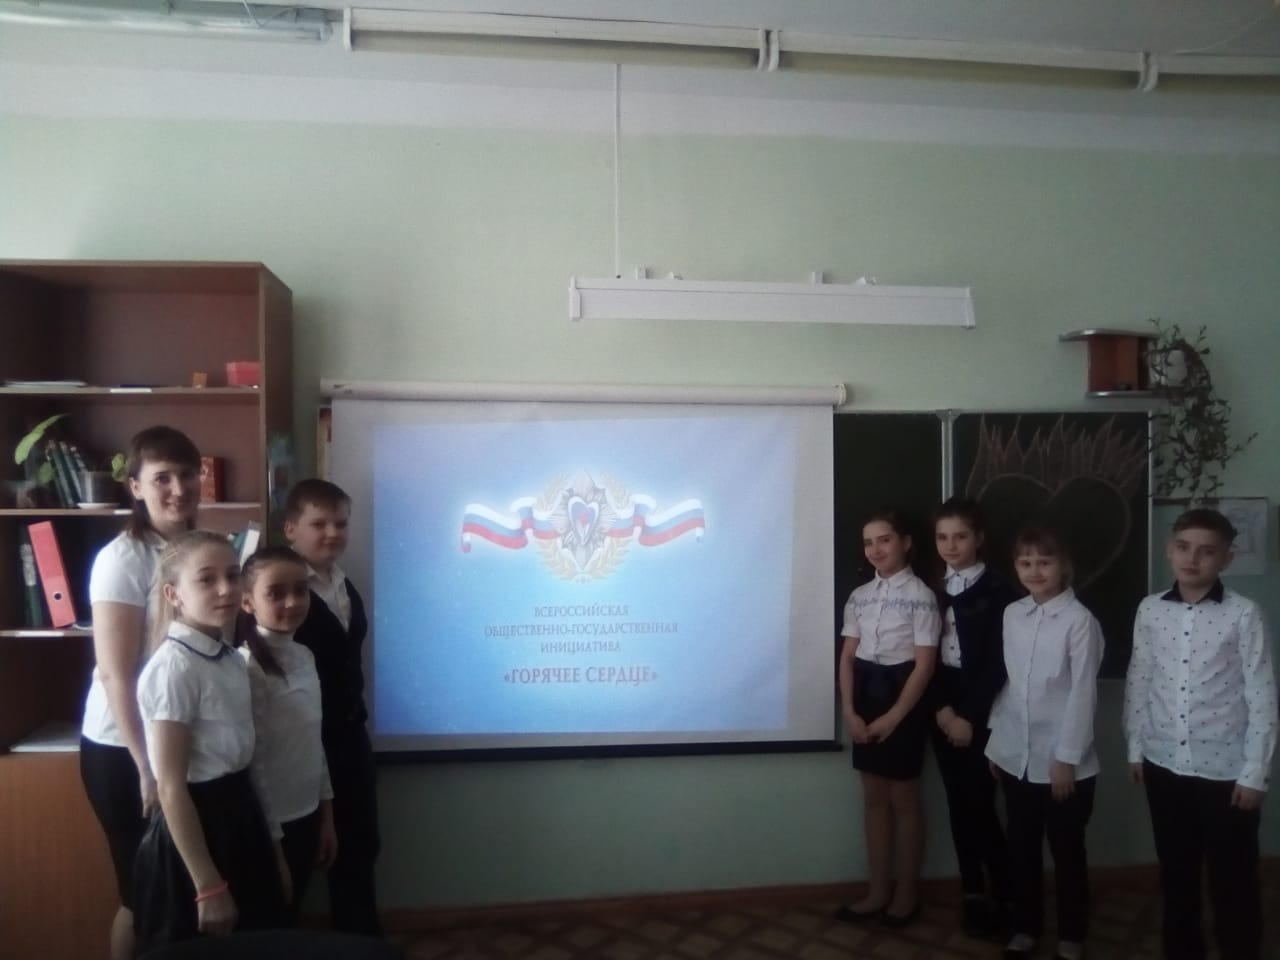 ВСЕРОССИЙСКАЯ
ОБЩЕСТВЕННО-ГОСУДАРСТВЕННАЯ
ИНИЦИАТИВА
«ГОРЯЧЕЕ СЕРДЦЕ»